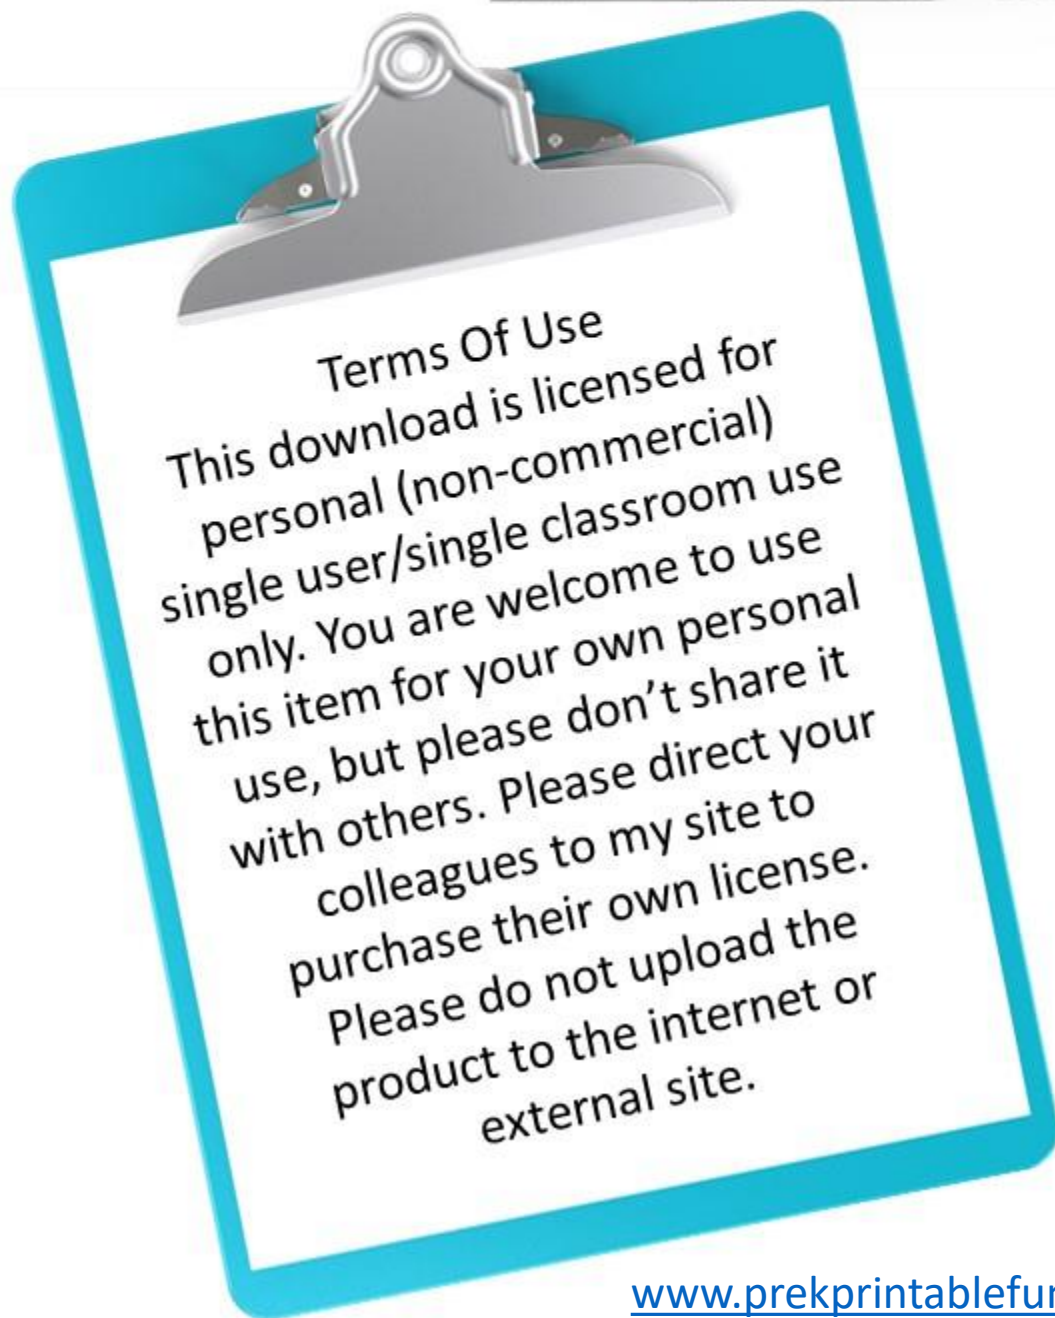 Terms Of Use
This download is licensed for
personal (non-commercial)
single user/single classroom use
only. You are welcome to use
this item for your own personal
use, but please don’t share it
with others. Please direct your
colleagues to my site to
purchase their own license.
Please do not upload the
product to the internet or
external site.
www.prekprintablefun